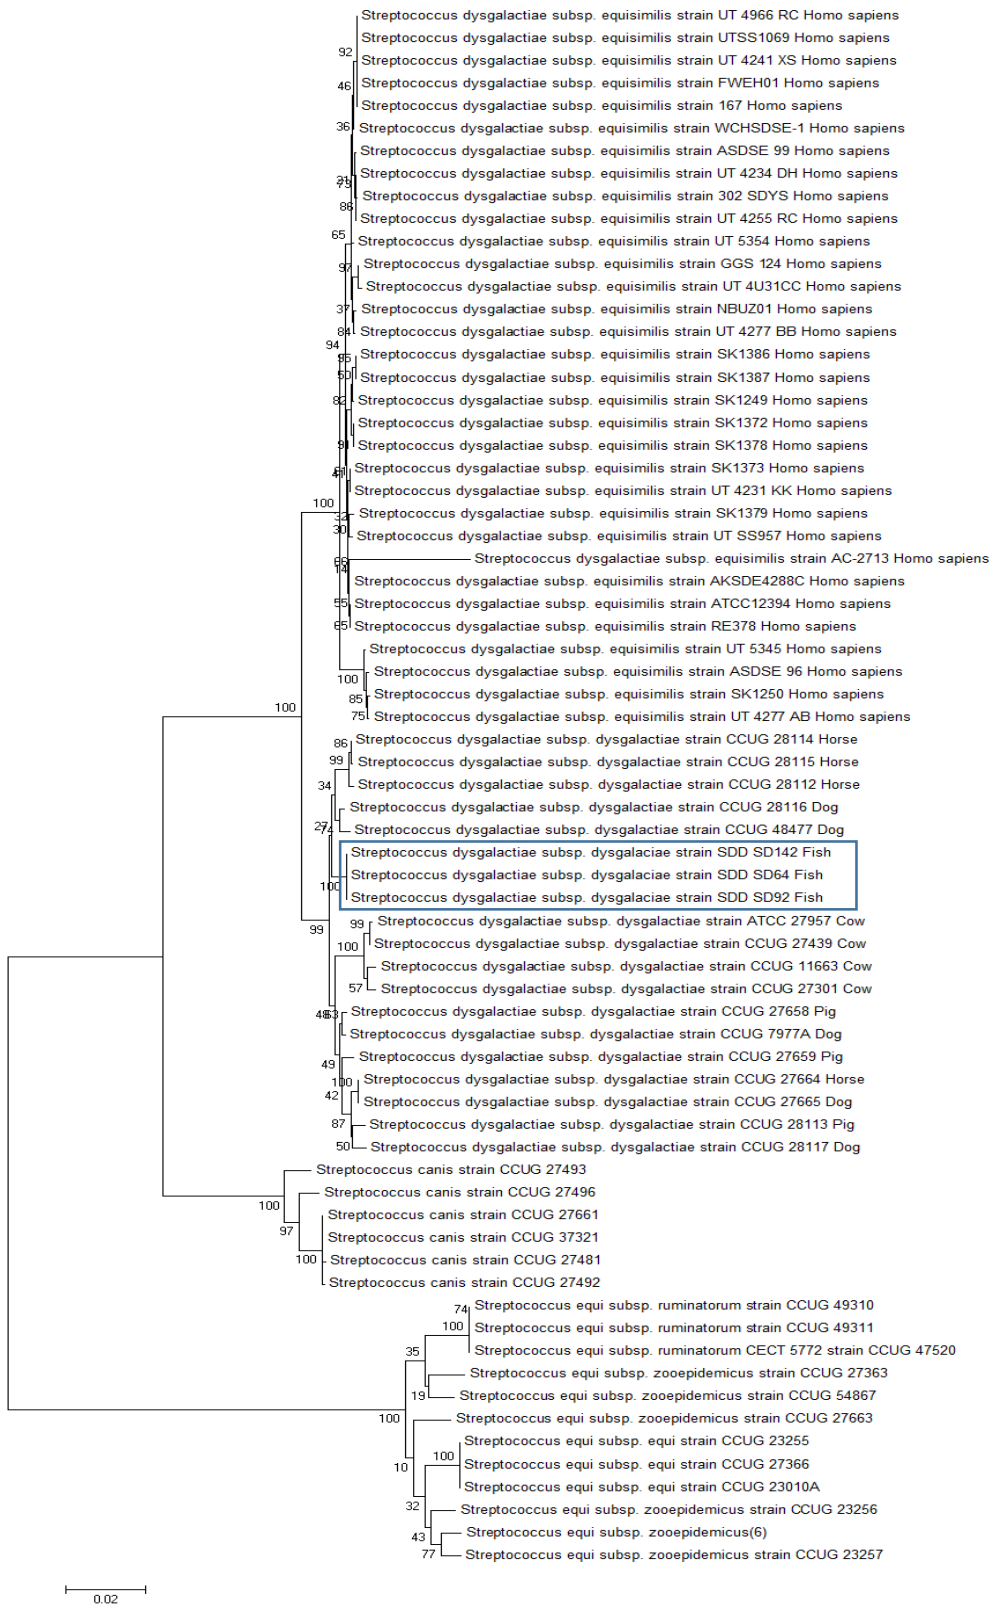 Streptococcus dysgalactiae subsp. equisimilis strain UT 4966 RC Homo sapiens
Streptococcus dysgalactiae subsp. equisimilis strain UTSS1069 Homo sapiens
92
Streptococcus dysgalactiae subsp. equisimilis strain UT 4241 XS Homo sapiens
46
Streptococcus dysgalactiae subsp. equisimilis strain FWEH01 Homo sapiens
Streptococcus dysgalactiae subsp. equisimilis strain 167 Homo sapiens
36
Streptococcus dysgalactiae subsp. equisimilis strain WCHSDSE-1 Homo sapiens
Streptococcus dysgalactiae subsp. equisimilis strain ASDSE 99 Homo sapiens
Streptococcus dysgalactiae subsp. equisimilis strain UT 4234 DH Homo sapiens
Streptococcus dysgalactiae subsp. equisimilis strain 302 SDYS Homo sapiens
86
Streptococcus dysgalactiae subsp. equisimilis strain UT 4255 RC Homo sapiens
65
Streptococcus dysgalactiae subsp. equisimilis strain UT 5354 Homo sapiens
97
Streptococcus dysgalactiae subsp. equisimilis strain GGS 124 Homo sapiens
Streptococcus dysgalactiae subsp. equisimilis strain UT 4U31CC Homo sapiens
37
Streptococcus dysgalactiae subsp. equisimilis strain NBUZ01 Homo sapiens
84
Streptococcus dysgalactiae subsp. equisimilis strain UT 4277 BB Homo sapiens
94
Streptococcus dysgalactiae subsp. equisimilis strain SK1386 Homo sapiens
50
Streptococcus dysgalactiae subsp. equisimilis strain SK1387 Homo sapiens
82
Streptococcus dysgalactiae subsp. equisimilis strain SK1249 Homo sapiens
Streptococcus dysgalactiae subsp. equisimilis strain SK1372 Homo sapiens
Streptococcus dysgalactiae subsp. equisimilis strain SK1378 Homo sapiens
Streptococcus dysgalactiae subsp. equisimilis strain SK1373 Homo sapiens
Streptococcus dysgalactiae subsp. equisimilis strain UT 4231 KK Homo sapiens
100
Streptococcus dysgalactiae subsp. equisimilis strain SK1379 Homo sapiens
30
Streptococcus dysgalactiae subsp. equisimilis strain UT SS957 Homo sapiens
Streptococcus dysgalactiae subsp. equisimilis strain AC-2713 Homo sapiens
14
Streptococcus dysgalactiae subsp. equisimilis strain AKSDE4288C Homo sapiens
55
Streptococcus dysgalactiae subsp. equisimilis strain ATCC12394 Homo sapiens
65
Streptococcus dysgalactiae subsp. equisimilis strain RE378 Homo sapiens
Streptococcus dysgalactiae subsp. equisimilis strain UT 5345 Homo sapiens
100
Streptococcus dysgalactiae subsp. equisimilis strain ASDSE 96 Homo sapiens
85
Streptococcus dysgalactiae subsp. equisimilis strain SK1250 Homo sapiens
100
75
Streptococcus dysgalactiae subsp. equisimilis strain UT 4277 AB Homo sapiens
86
Streptococcus dysgalactiae subsp. dysgalactiae strain CCUG 28114 Horse
99
Streptococcus dysgalactiae subsp. dysgalactiae strain CCUG 28115 Horse
34
Streptococcus dysgalactiae subsp. dysgalactiae strain CCUG 28112 Horse
Streptococcus dysgalactiae subsp. dysgalactiae strain CCUG 28116 Dog
27
74
Streptococcus dysgalactiae subsp. dysgalactiae strain CCUG 48477 Dog
Streptococcus dysgalactiae subsp. dysgalaciae strain SDD SD142 Fish
Streptococcus dysgalactiae subsp. dysgalaciae strain SDD SD64 Fish
100
Streptococcus dysgalactiae subsp. dysgalaciae strain SDD SD92 Fish
99
99
Streptococcus dysgalactiae subsp. dysgalactiae strain ATCC 27957 Cow
100
Streptococcus dysgalactiae subsp. dysgalactiae strain CCUG 27439 Cow
Streptococcus dysgalactiae subsp. dysgalactiae strain CCUG 11663 Cow
57
Streptococcus dysgalactiae subsp. dysgalactiae strain CCUG 27301 Cow
48
63
Streptococcus dysgalactiae subsp. dysgalactiae strain CCUG 27658 Pig
Streptococcus dysgalactiae subsp. dysgalactiae strain CCUG 7977A Dog
49
Streptococcus dysgalactiae subsp. dysgalactiae strain CCUG 27659 Pig
100
Streptococcus dysgalactiae subsp. dysgalactiae strain CCUG 27664 Horse
42
Streptococcus dysgalactiae subsp. dysgalactiae strain CCUG 27665 Dog
87
Streptococcus dysgalactiae subsp. dysgalactiae strain CCUG 28113 Pig
50
Streptococcus dysgalactiae subsp. dysgalactiae strain CCUG 28117 Dog
Streptococcus canis strain CCUG 27493
100
Streptococcus canis strain CCUG 27496
97
Streptococcus canis strain CCUG 27661
Streptococcus canis strain CCUG 37321
100
Streptococcus canis strain CCUG 27481
Streptococcus canis strain CCUG 27492
74
Streptococcus equi subsp. ruminatorum strain CCUG 49310
100
Streptococcus equi subsp. ruminatorum strain CCUG 49311
35
Streptococcus equi subsp. ruminatorum CECT 5772 strain CCUG 47520
Streptococcus equi subsp. zooepidemicus strain CCUG 27363
19
Streptococcus equi subsp. zooepidemicus strain CCUG 54867
100
Streptococcus equi subsp. zooepidemicus strain CCUG 27663
Streptococcus equi subsp. equi strain CCUG 23255
100
10
Streptococcus equi subsp. equi strain CCUG 27366
Streptococcus equi subsp. equi strain CCUG 23010A
32
Streptococcus equi subsp. zooepidemicus strain CCUG 23256
43
Streptococcus equi subsp. zooepidemicus(6)
77
Streptococcus equi subsp. zooepidemicus strain CCUG 23257
0.02